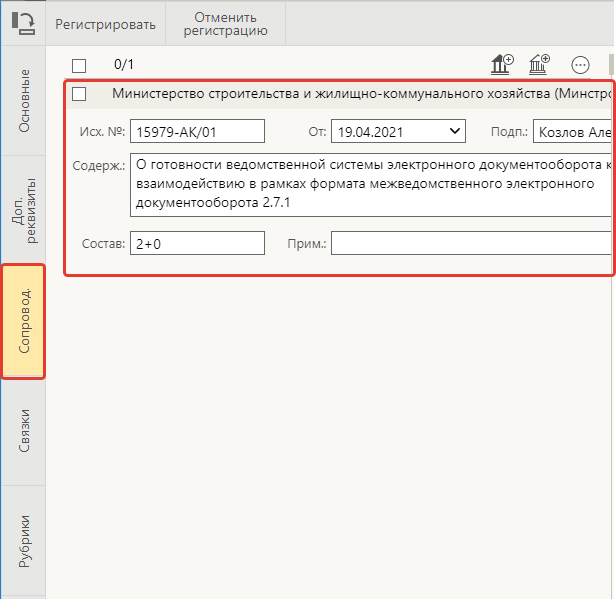 Регистрировать
Отменить
регистрацию
0/1
Основные
Доп.
реквизиты
Сопровод.
Связки
Рубрики
Министерство строительства и жилищно-коммунального хозяйства (Минстро
Исх. №: 15979-АК/01 От: 19.04.2021 Подп.: Козлов Але
Содерж.: О готовности ведомственной системы электронного документооборота к
взаимодействию в рамках формата межведомственного электронного
документооборота 2.7.1
Состав: 2+0 Прим.: